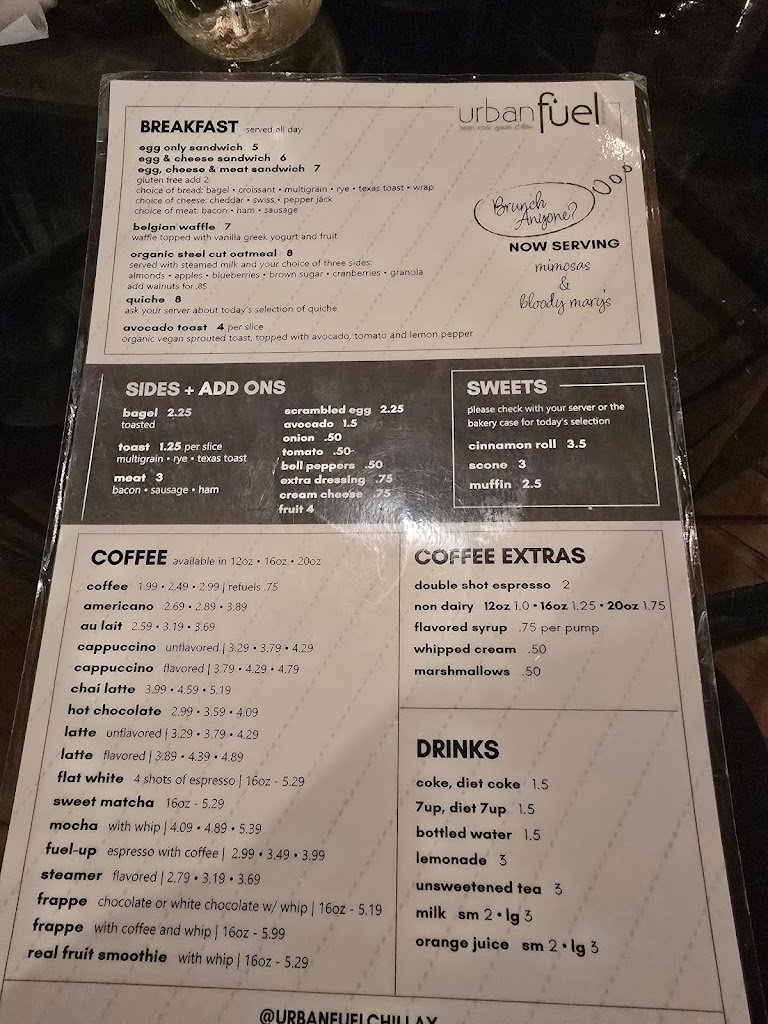 urban fuel
BREAKFAST served all day
egg only sandwich 5
egg & cheese sandwich 6
egg, cheese & meat sandwich 7
gluten free add 2
choice of bread: bagel • croissant • multigrain • rye • texas toast • wrap
choice of cheese: cheddar • swiss • pepper jack
choice of meat: bacon • ham • sausage
belgian waffle 7
waffle topped with vanilla greek yogurt and fruit
organic steel cut oatmeal 8
served with steamed milk and your choice of three sides:
almonds • apples • blueberries • brown sugar • cranberries • granola
add walnuts for .85
quiche 8
ask your server about today's selection of quiche
avocado toast 4 per slice
organic vegan sprouted toast, topped with avocado, tomato and lemon pepper
Brunch
Anyone?
NOW SERVING
mimosas
&
bloody mary's
SIDES + ADD ONS
bagel 2.25
toasted
toast 1.25 per slice
multigrain • rye • texas toast
meat 3
bacon • sausage • ham
scrambled egg 2.25
avocado 1.5
onion .50
tomato .50
bell peppers .50
extra dressing .75
cream cheese .75
fruit 4
SWEETS
please check with your server or the
bakery case for today's selection
cinnamon roll 3.5
scone 3
muffin 2.5
COFFEE available in 12oz • 16oz • 20oz
coffee 1.99 • 2.49 • 2.99 | refuels .75
americano 2.69 • 2.89 • 3.89
au lait 2.59 • 3.19 • 3.69
cappuccino unflavored | 3.29 • 3.79 • 4.29
cappuccino flavored | 3.79 • 4.29 • 4.79
chai latte 3.99 • 4.59 • 5.19
hot chocolate 2.99 • 3.59 • 4.09
latte unflavored | 3.29 • 3.79 • 4.29
latte flavored | 3.89 • 4.39 • 4.89
flat white 4 shots of espresso | 16oz - 5.29
sweet matcha 16oz - 5.29
mocha with whip | 4.09 • 4.89 • 5.39
fuel-up espresso with coffee | 2.99 • 3.49 • 3.99
steamer flavored | 2.79 • 3.19 • 3.69
frappe chocolate or white chocolate w/ whip | 16oz - 5.19
frappe with coffee and whip | 16oz - 5.99
real fruit smoothie with whip | 16oz - 5.29
COFFEE EXTRAS
double shot espresso 2
non dairy 12oz 1.0 • 16oz 1.25 • 20oz 1.75
flavored syrup .75 per pump
whipped cream .50
marshmallows .50
DRINKS
coke, diet coke 1.5
7up, diet 7up 1.5
bottled water 1.5
lemonade 3
unsweetened tea 3
milk sm 2 • lg 3
orange juice sm 2 • lg 3
@URBANFUELCHILLAX